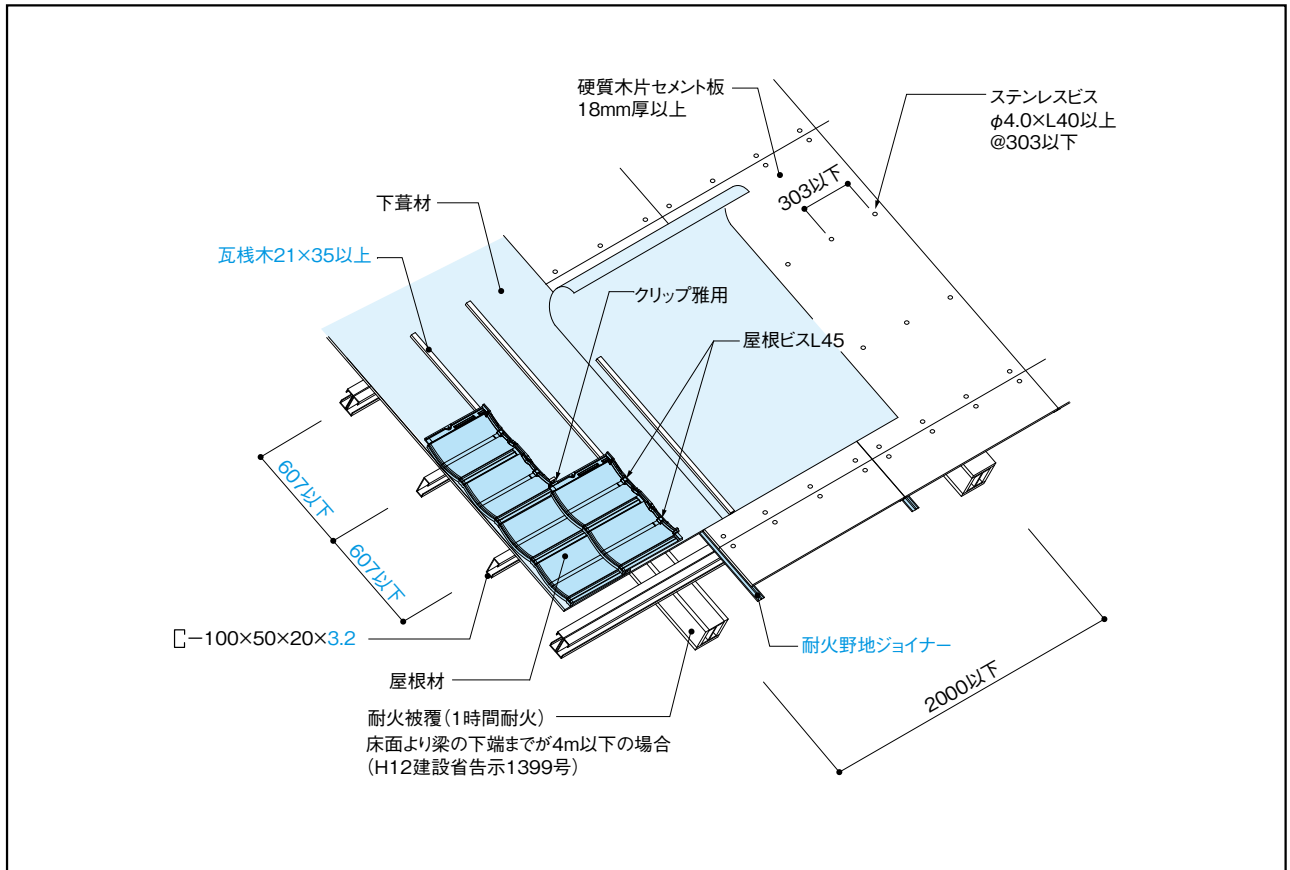 硬質木片セメント板
18mm厚以上
ステンレスビス
φ4.0×L40以上
@303以下
303以下
下葺材
瓦桟木21×35以上
クリップ雅用
屋根ビスL45
607以下
607以下
[-100×50×20×3.2
屋根材
耐火野地ジョイナー
2000以下
耐火被覆(1時間耐火)
床面より梁の下端までが4m以下の場合
(H12建設省告示1399号)